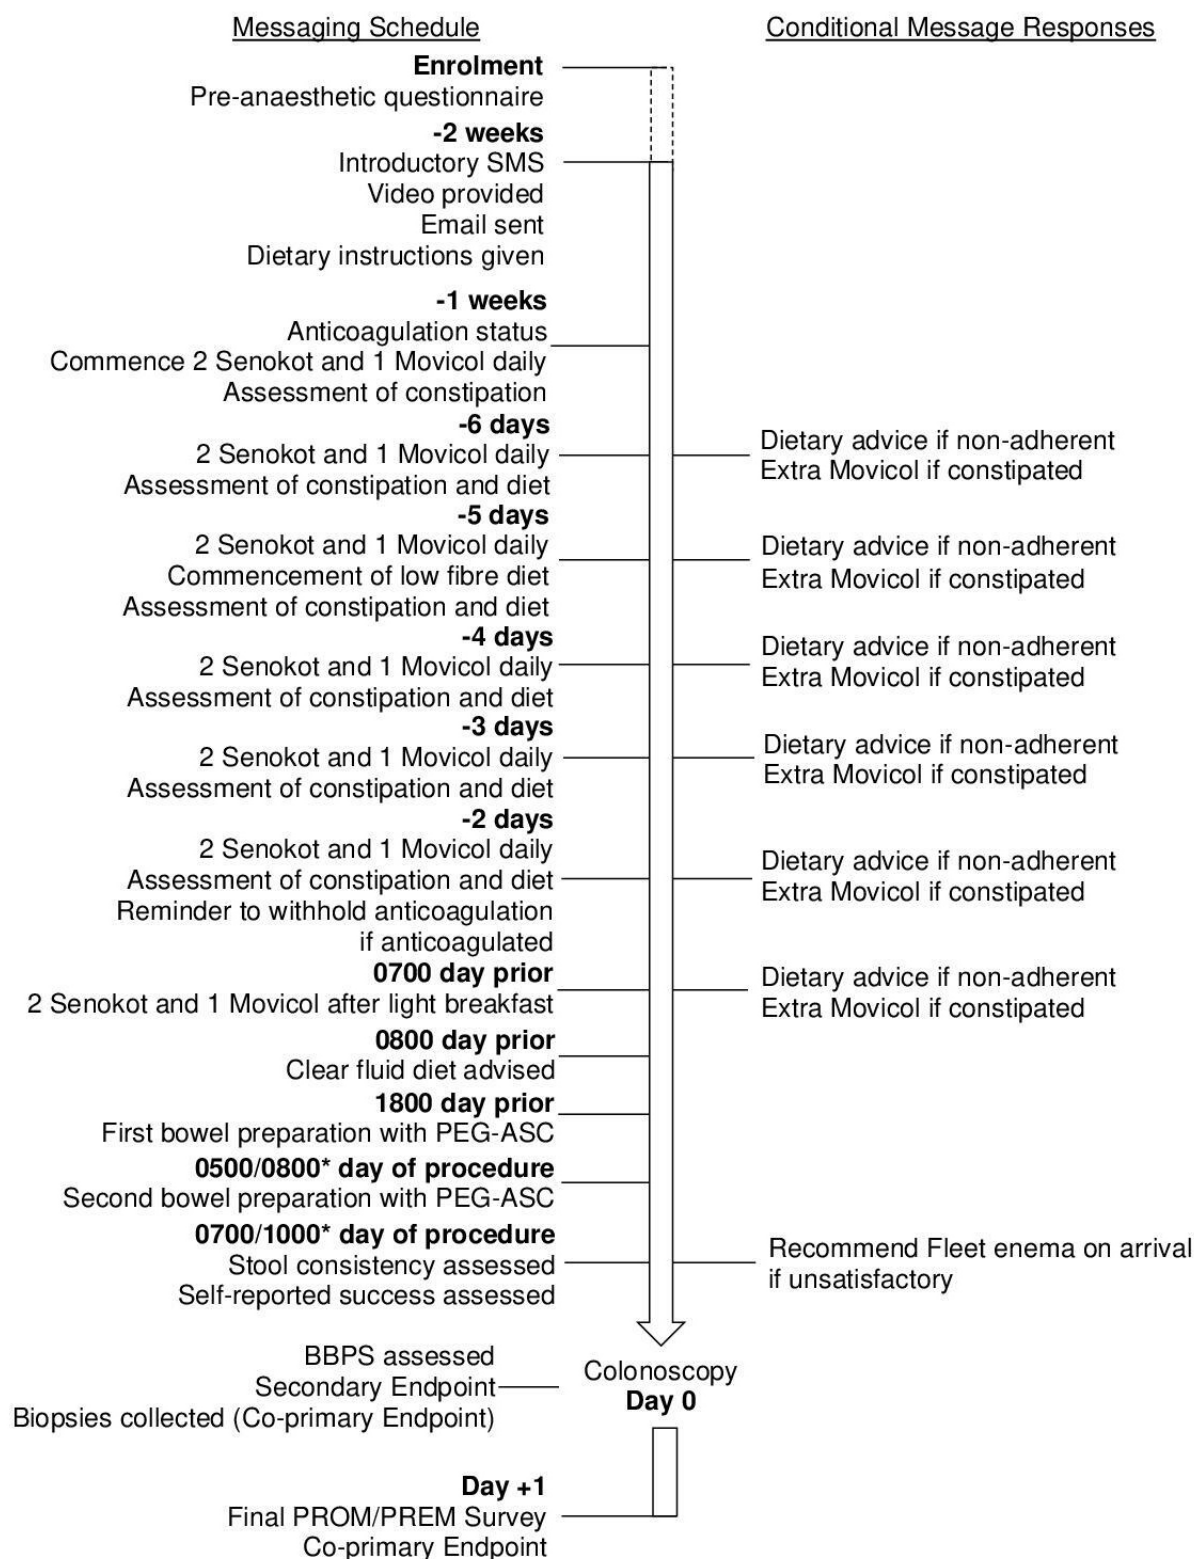 Messaging Schedule
Conditional Message Responses
Enrolment
Pre-anaesthetic questionnaire
-2 weeks
Introductory SMS
Video provided
Email sent
Dietary instructions given
-1 weeks
Anticoagulation status
Commence 2 Senokot and 1 Movicol daily
Assessment of constipation
-6 days
2 Senokot and 1 Movicol daily
Assessment of constipation and diet
Dietary advice if non-adherent
Extra Movicol if constipated
-5 days
2 Senokot and 1 Movicol daily
Commencement of low fibre diet
Assessment of constipation and diet
Dietary advice if non-adherent
Extra Movicol if constipated
-4 days
2 Senokot and 1 Movicol daily
Assessment of constipation and diet
Dietary advice if non-adherent
Extra Movicol if constipated
-3 days
2 Senokot and 1 Movicol daily
Assessment of constipation and diet
Dietary advice if non-adherent
Extra Movicol if constipated
-2 days
2 Senokot and 1 Movicol daily
Assessment of constipation and diet
Reminder to withhold anticoagulation
if anticoagulated
Dietary advice if non-adherent
Extra Movicol if constipated
0700 day prior
2 Senokot and 1 Movicol after light breakfast
Dietary advice if non-adherent
Extra Movicol if constipated
0800 day prior
Clear fluid diet advised
1800 day prior
First bowel preparation with PEG-ASC
0500/0800* day of procedure
Second bowel preparation with PEG-ASC
0700/1000* day of procedure
Stool consistency assessed
Self-reported success assessed
Recommend Fleet enema on arrival
if unsatisfactory
BBPS assessed
Secondary Endpoint
Biopsies collected (Co-primary Endpoint)
Colonoscopy
Day 0
Day +1
Final PROM/PREM Survey
Co-primary Endpoint